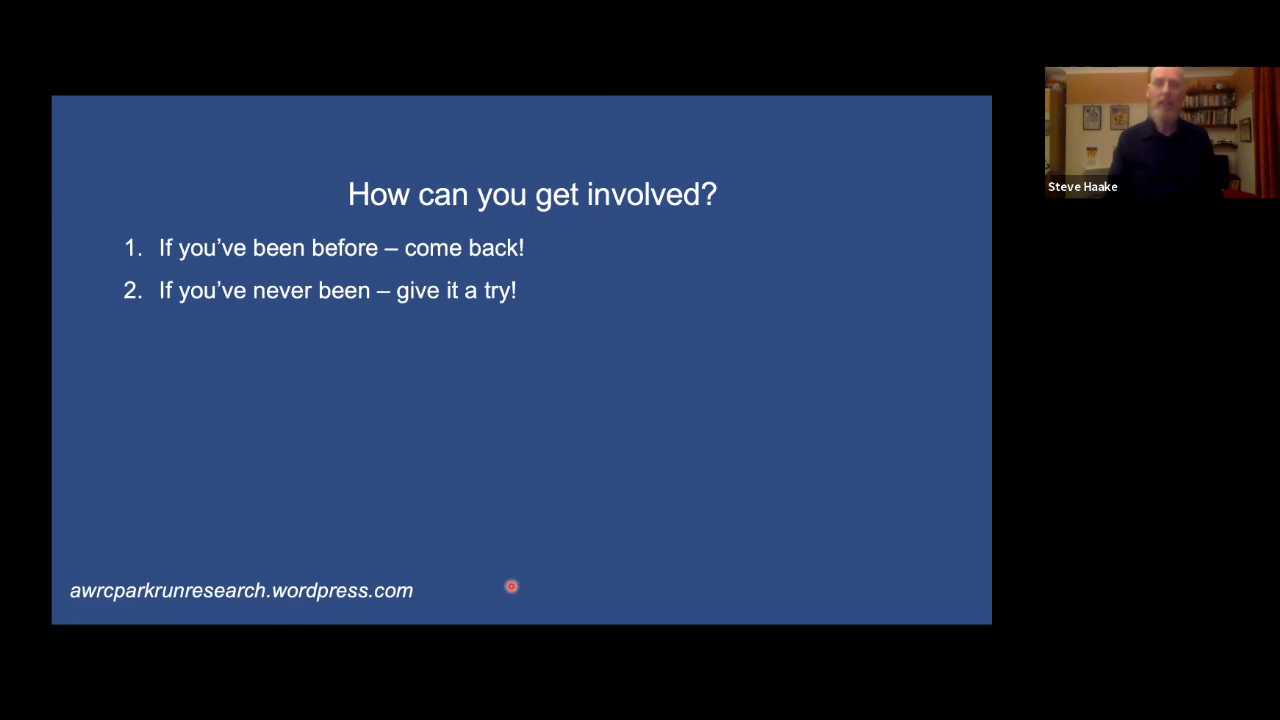 How can you get involved?
1. If you’ve been before – come back!
2. If you’ve never been – give it a try!
awrcparkrunresearch.wordpress.com
Steve Haake